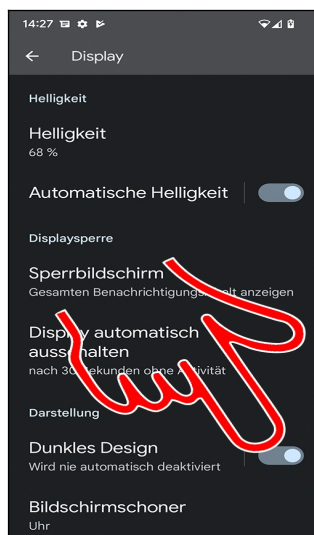 14:27
Display
Helligkeit
Helligkeit
68 %
Automatische Helligkeit
Displaysperre
Sperrbildschirm
Gesamten anzeigen
automatisch
nach ohne
Darstellung
Dunkles Design
Wird nie automatisch deaktiviert
Bildschirmschoner
Uhr